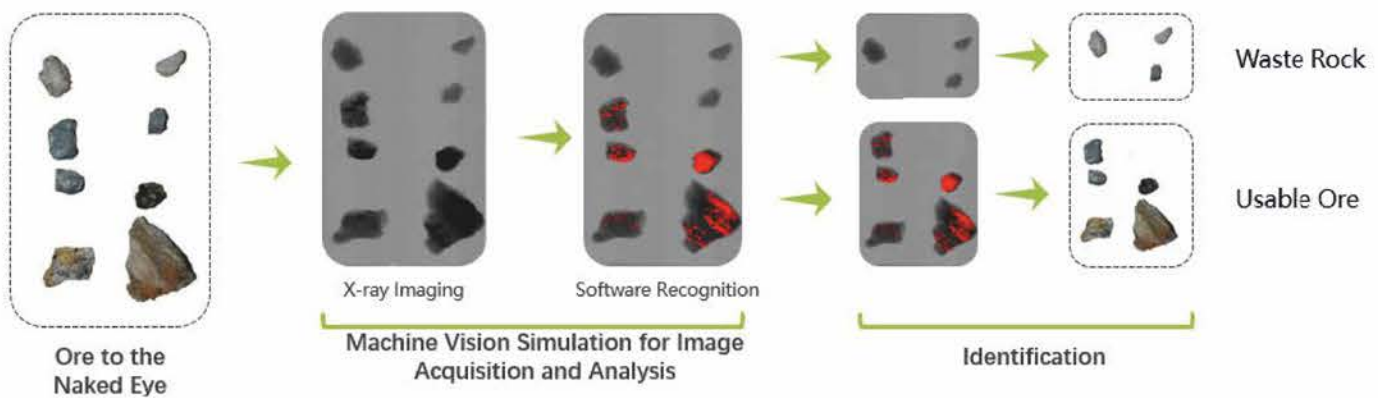 Waste Rock
Usable Ore
X-ray Imaging
Software Recognition
Ore to the
Naked Eye
Machine Vision Simulation for Image
Acquisition and Analysis
Identification